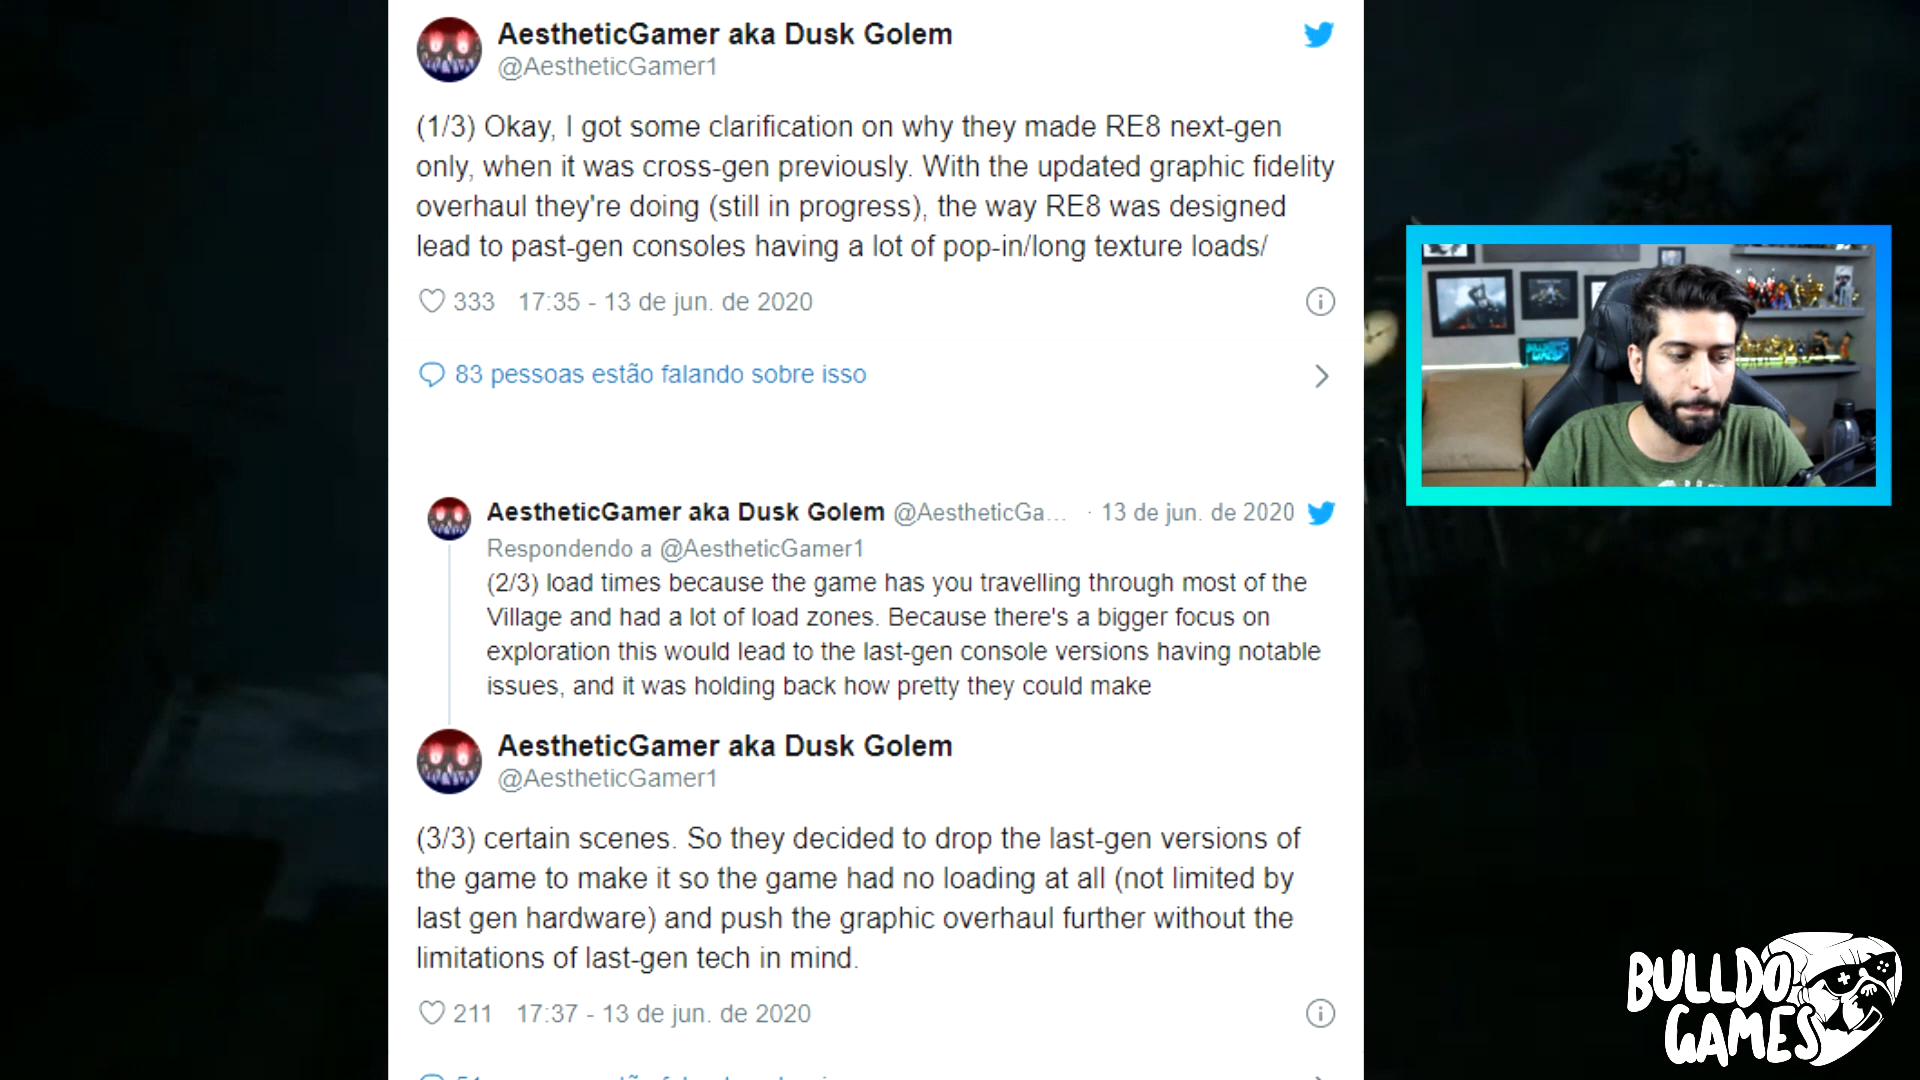 AestheticGamer aka Dusk Golem
@AestheticGamer1
(1/3) Okay, I got some clarification on why they made RE8 next-gen
only, when it was cross-gen previously. With the updated graphic fidelity
overhaul they're doing (still in progress), the way RE8 was designed
lead to past-gen consoles having a lot of pop-in/long texture loads/
333 17:35 - 13 de jun. de 2020
83 pessoas estão falando sobre isso
AestheticGamer aka Dusk Golem @AestheticGa... · 13 de jun. de 2020
Respondendo a @AestheticGamer1
(2/3) load times because the game has you travelling through most of the
Village and had a lot of load zones. Because there's a bigger focus on
exploration this would lead to the last-gen console versions having notable
issues, and it was holding back how pretty they could make
AestheticGamer aka Dusk Golem
@AestheticGamer1
(3/3) certain scenes. So they decided to drop the last-gen versions of
the game to make it so the game had no loading at all (not limited by
last gen hardware) and push the graphic overhaul further without the
limitations of last-gen tech in mind.
211 17:37 - 13 de jun. de 2020
BULLDOG
GAMES
BULLDO
GAMES